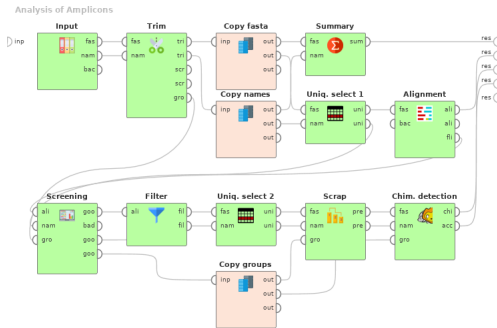 Analysis of Amplicons
Input Trim Copy fasta Summary
inp fas nam bac
fas nam gro tri tri scr scr gro
inp out out out
fas nam sum
res res res res res
Copy names Uniq. select 1 Alignment
inp out out out
fas nam uni uni
fas bac ali ali fli
Screening Filter Uniq. select 2 Scrap Chim. detection
ali nam gro goo bad goo goo
ali fil fil
fas nam uni uni
fas nam gro pre pre
fas nam gro chi acc
Copy groups
inp out out out